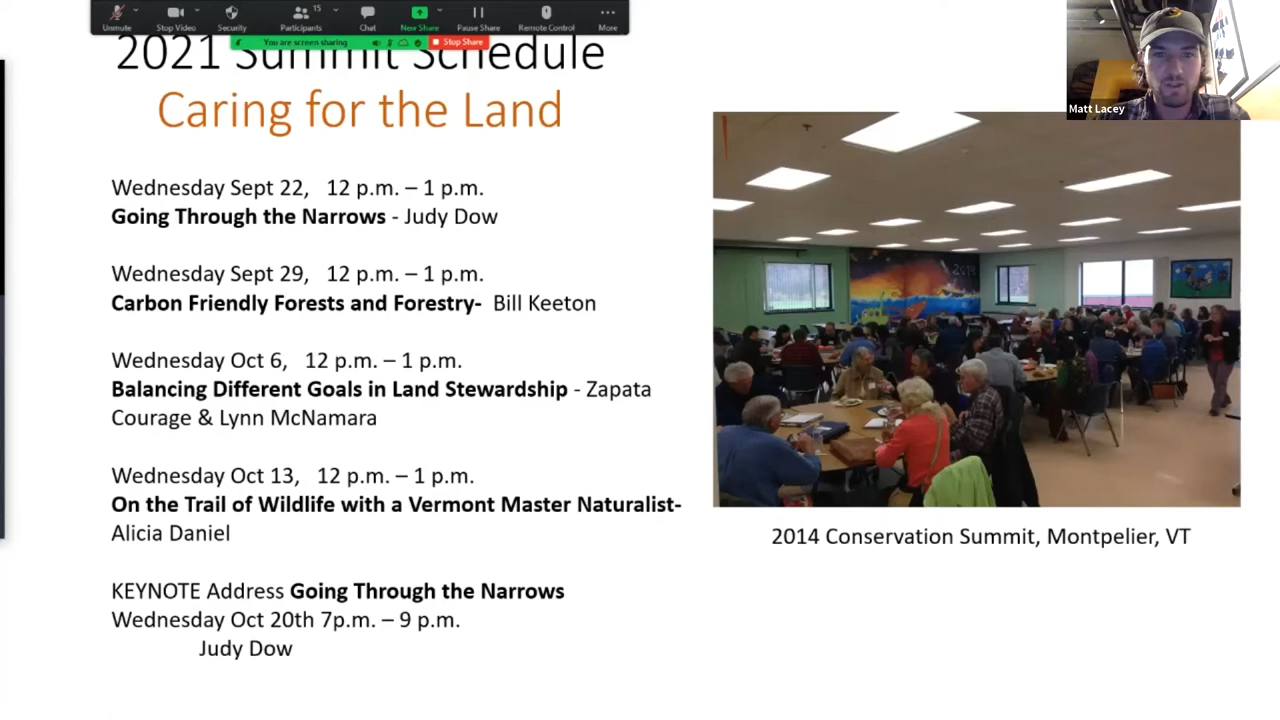 15
Unmute
Stop Video
Security
Participants
Chat
New Share
Pause Share
Remote Control
More
You are screen sharing
Stop Share
2021 Summit Schedule
Caring for the Land
Matt Lacey
Wednesday Sept 22, 12 p.m. – 1 p.m.
Going Through the Narrows - Judy Dow
Wednesday Sept 29, 12 p.m. – 1 p.m.
Carbon Friendly Forests and Forestry- Bill Keeton
Wednesday Oct 6, 12 p.m. – 1 p.m.
Balancing Different Goals in Land Stewardship - Zapata
Courage & Lynn McNamara
Wednesday Oct 13, 12 p.m. – 1 p.m.
On the Trail of Wildlife with a Vermont Master Naturalist-
Alicia Daniel
KEYNOTE Address Going Through the Narrows
Wednesday Oct 20th 7p.m. – 9 p.m.
Judy Dow
2014
2014 Conservation Summit, Montpelier, VT